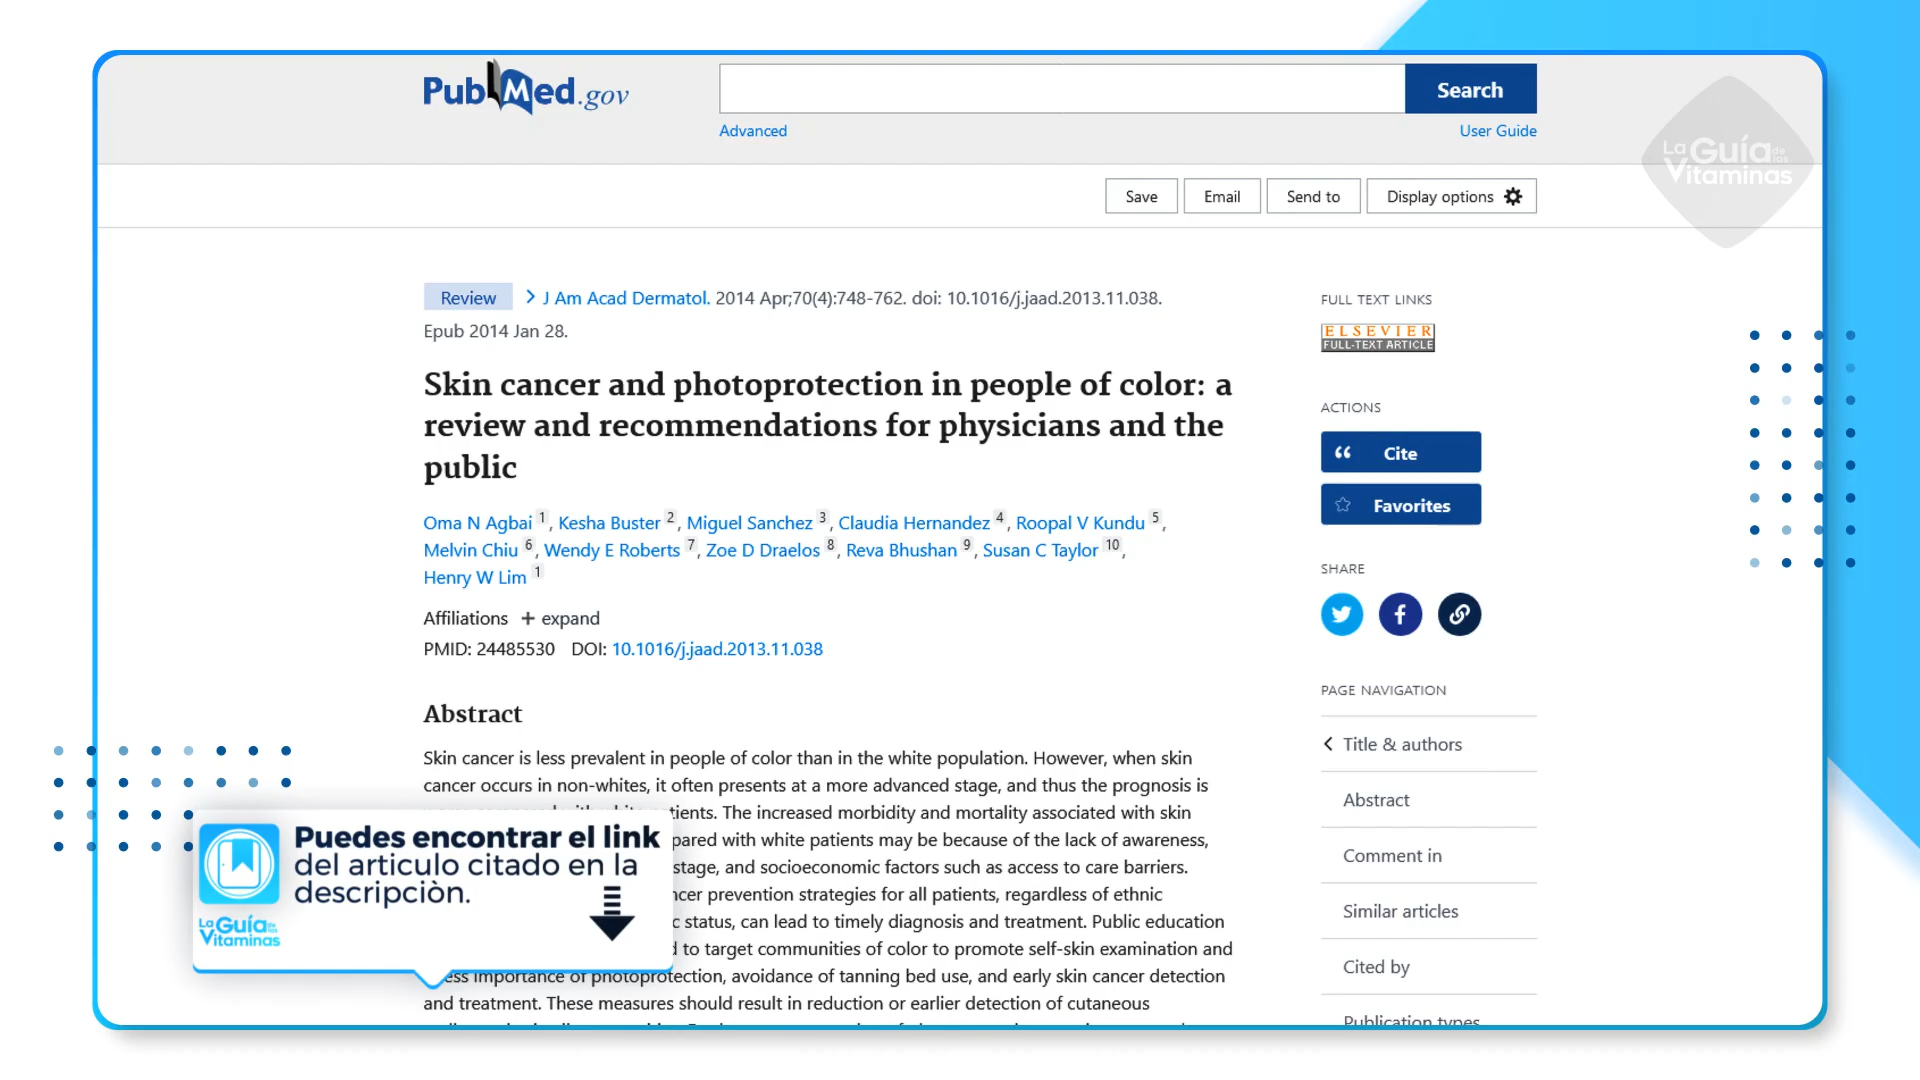 PubMed.gov
Search
Advanced
User Guide
La Guía de las
Vitaminas
Save
Email
Send to
Display options
Review
J Am Acad Dermatol. 2014 Apr;70(4):748-762. doi: 10.1016/j.jaad.2013.11.038.
Epub 2014 Jan 28.
Skin cancer and photoprotection in people of color: a
review and recommendations for physicians and the
public
Oma N Agbai 1, Kesha Buster 2, Miguel Sanchez 3, Claudia Hernandez 4, Roopal V Kundu 5,
Melvin Chiu 6, Wendy E Roberts 7, Zoe D Draelos 8, Reva Bhushan 9, Susan C Taylor 10,
Henry W Lim 1
Affiliations + expand
PMID: 24485530 DOI: 10.1016/j.jaad.2013.11.038
Abstract
Skin cancer is less prevalent in people of color than in the white population. However, when skin
cancer occurs in non-whites, it often presents at a more advanced stage, and thus the prognosis is
The increased morbidity and mortality associated with skin
with white patients may be because of the lack of awareness,
stage, and socioeconomic factors such as access to care barriers.
prevention strategies for all patients, regardless of ethnic
status, can lead to timely diagnosis and treatment. Public education
to target communities of color to promote self-skin examination and
importance of photoprotection, avoidance of tanning bed use, and early skin cancer detection
and treatment. These measures should result in reduction or earlier detection of cutaneous
Puedes encontrar el link
del articulo citado en la
descripciòn.
La Guía de las
Vitaminas
FULL TEXT LINKS
ELSEVIER
FULL-TEXT ARTICLE
ACTIONS
Cite
Favorites
SHARE
PAGE NAVIGATION
Title & authors
Abstract
Comment in
Similar articles
Cited by
Publication types